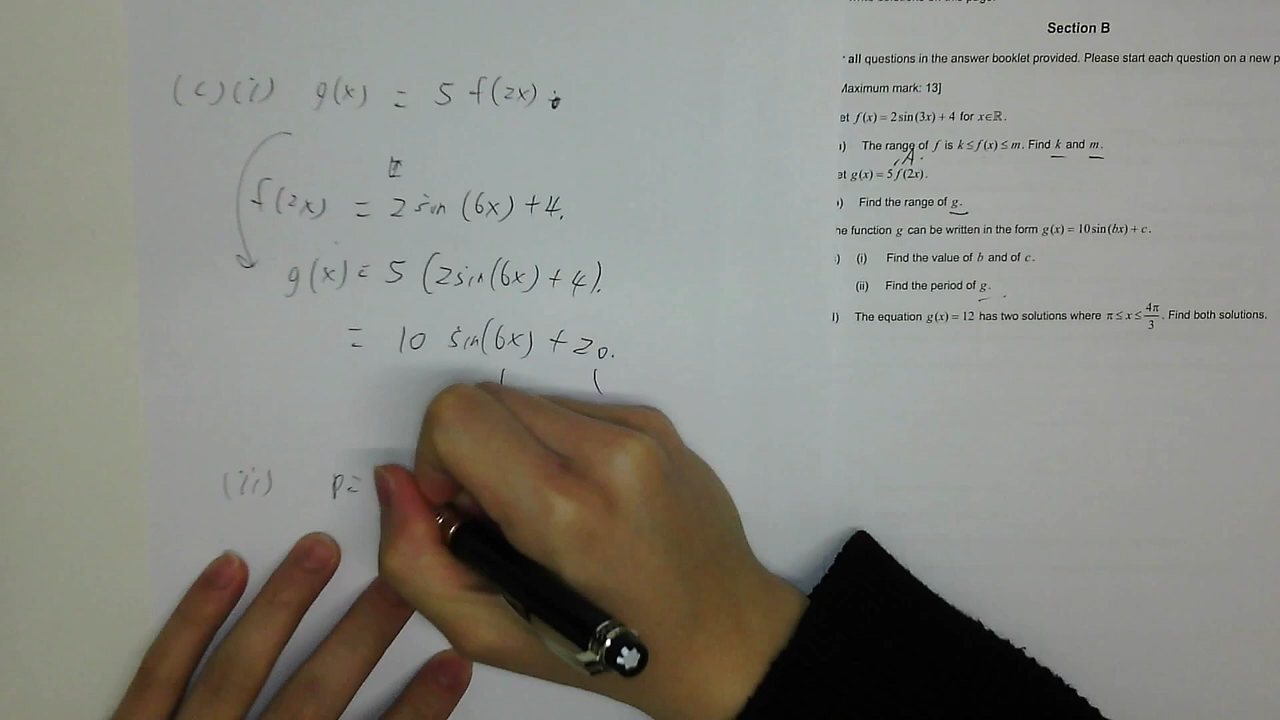 (c)(i) g(x) = 5 f(2x).
f(2x) = 2 sin (6x) + 4.
g(x) = 5 (2sin(6x) + 4).
= 10 sin(6x) + 20.
(ii) P=
Section B
all questions in the answer booklet provided. Please start each question on a new p
Maximum mark: 13]
et f(x) = 2sin(3x) + 4 for x∈ℝ.
) The range of f is k ≤ f(x) ≤ m. Find k and m.
A
et g(x) = 5f(2x).
) Find the range of g.
he function g can be written in the form g(x) = 10sin(bx) + c.
) (i) Find the value of b and of c.
(ii) Find the period of g.
l) The equation g(x) = 12 has two solutions where π ≤ x ≤ 4π/3. Find both solutions.